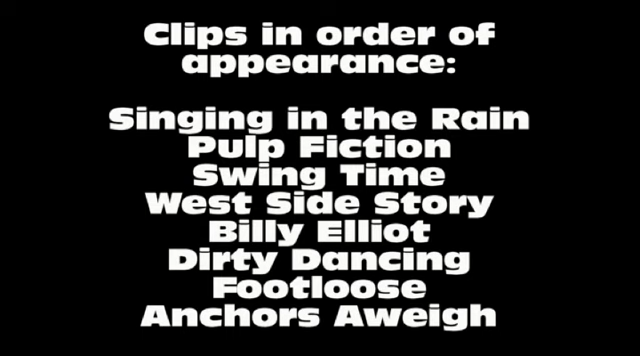 Clips in order of
appearance:
Singing in the Rain
Pulp Fiction
Swing Time
West Side Story
Billy Elliot
Dirty Dancing
Footloose
Anchors Aweigh